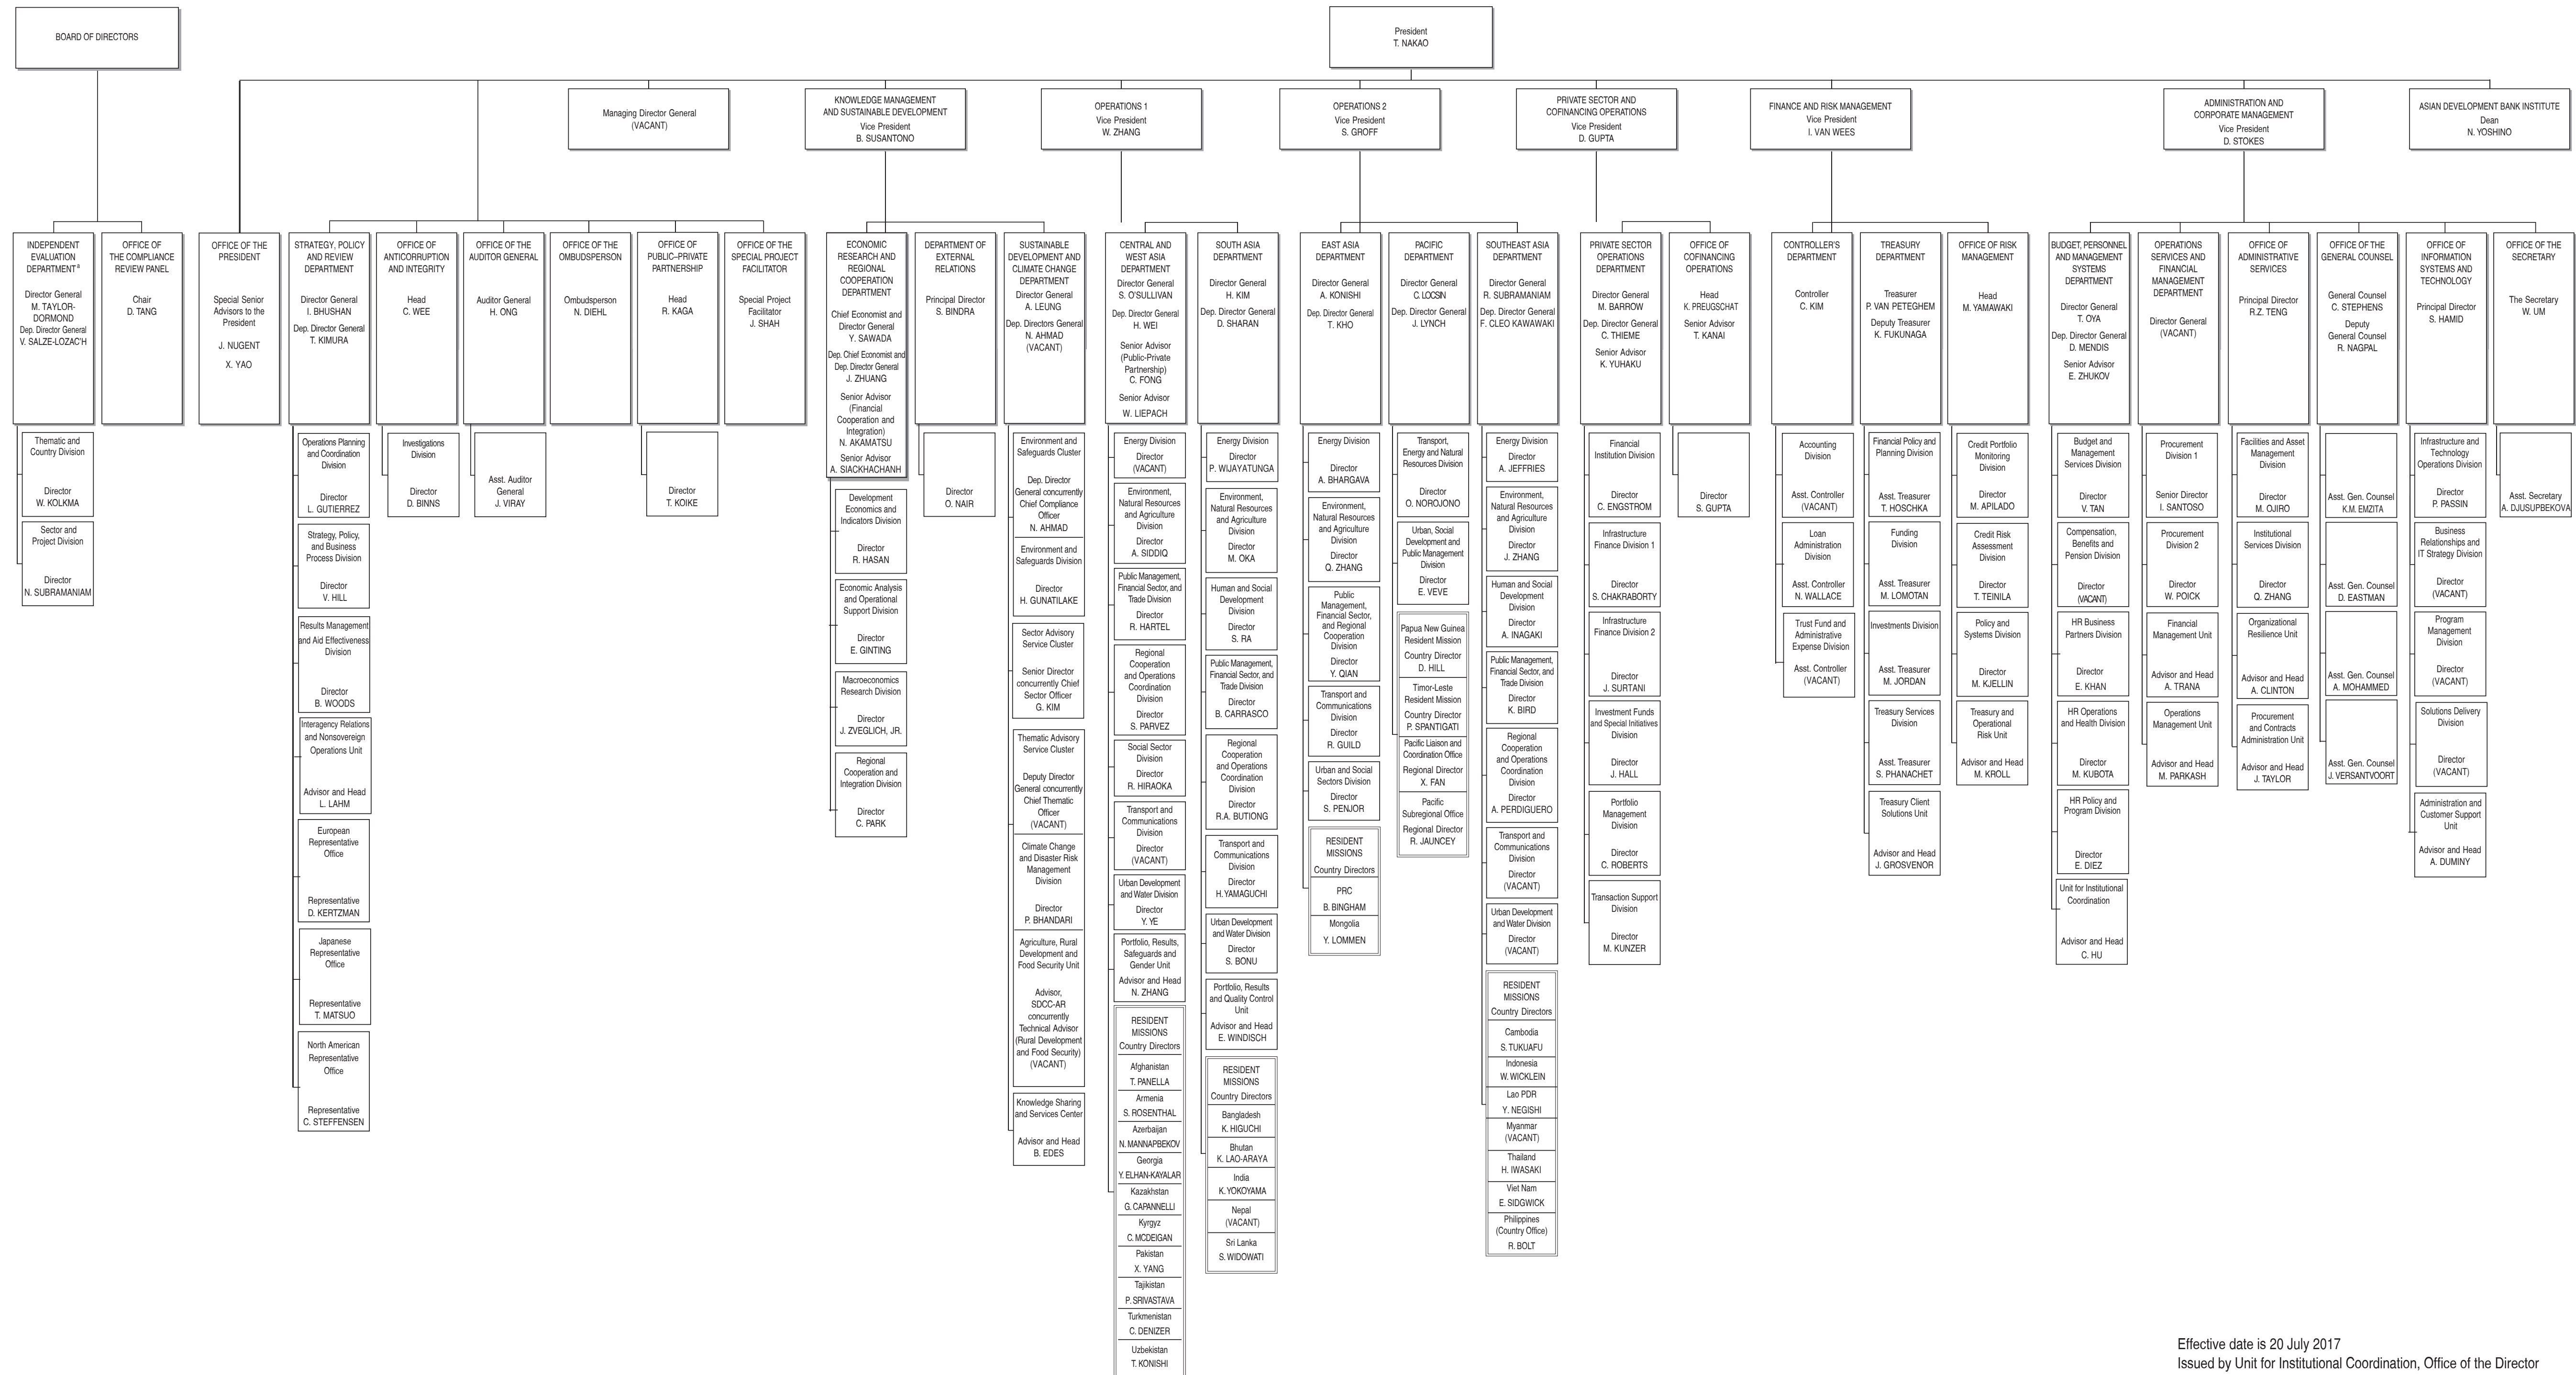 BOARD OF DIRECTORS
President
T. NAKAO
Managing Director General
(VACANT)
KNOWLEDGE MANAGEMENT
AND SUSTAINABLE DEVELOPMENT
Vice President
B. SUSANTONO
OPERATIONS 1
Vice President
W. ZHANG
OPERATIONS 2
Vice President
S. GROFF
PRIVATE SECTOR AND
COFINANCING OPERATIONS
Vice President
D. GUPTA
FINANCE AND RISK MANAGEMENT
Vice President
I. VAN WEES
ADMINISTRATION AND
CORPORATE MANAGEMENT
Vice President
D. STOKES
ASIAN DEVELOPMENT BANK INSTITUTE
Dean
N. YOSHINO
INDEPENDENT
EVALUATION
DEPARTMENT a
Director General
M. TAYLOR-
DORMOND
Dep. Director General
V. SALZE-LOZAC'H
Thematic and
Country Division
Director
W. KOLKMA
Sector and
Project Division
Director
N. SUBRAMANIAM
OFFICE OF
THE COMPLIANCE
REVIEW PANEL
Chair
D. TANG
OFFICE OF THE
PRESIDENT
Special Senior
Advisors to the
President
J. NUGENT
X. YAO
STRATEGY, POLICY
AND REVIEW
DEPARTMENT
Director General
I. BHUSHAN
Dep. Director General
T. KIMURA
Operations Planning
and Coordination
Division
Director
L. GUTIERREZ
Strategy, Policy,
and Business
Process Division
Director
V. HILL
Results Management
and Aid Effectiveness
Division
Director
B. WOODS
Interagency Relations
and Nonsovereign
Operations Unit
Advisor and Head
L. LAHM
European
Representative
Office
Representative
D. KERTZMAN
Japanese
Representative
Office
Representative
T. MATSUO
North American
Representative
Office
Representative
C. STEFFENSEN
OFFICE OF
ANTICORRUPTION
AND INTEGRITY
Head
C. WEE
Investigations
Division
Director
D. BINNS
OFFICE OF THE
AUDITOR GENERAL
Auditor General
H. ONG
Asst. Auditor
General
J. VIRAY
OFFICE OF THE
OMBUDSPERSON
Ombudsperson
N. DIEHL
OFFICE OF
PUBLIC–PRIVATE
PARTNERSHIP
Head
R. KAGA
Director
T. KOIKE
OFFICE OF THE
SPECIAL PROJECT
FACILITATOR
Special Project
Facilitator
J. SHAH
ECONOMIC
RESEARCH AND
REGIONAL
COOPERATION
DEPARTMENT
Chief Economist and
Director General
Y. SAWADA
Dep. Chief Economist and
Dep. Director General
J. ZHUANG
Senior Advisor
(Financial
Cooperation and
Integration)
N. AKAMATSU
Senior Advisor
A. SIACKHACHANH
Development
Economics and
Indicators Division
Director
R. HASAN
Economic Analysis
and Operational
Support Division
Director
E. GINTING
Macroeconomics
Research Division
Director
J. ZVEGLICH, JR.
Regional
Cooperation and
Integration Division
Director
C. PARK
DEPARTMENT OF
EXTERNAL
RELATIONS
Principal Director
S. BINDRA
Director
O. NAIR
SUSTAINABLE
DEVELOPMENT AND
CLIMATE CHANGE
DEPARTMENT
Director General
A. LEUNG
Dep. Directors General
N. AHMAD
(VACANT)
Environment and
Safeguards Cluster
Dep. Director
General concurrently
Chief Compliance
Officer
N. AHMAD
Environment and
Safeguards Division
Director
H. GUNATILAKE
Sector Advisory
Service Cluster
Senior Director
concurrently Chief
Sector Officer
G. KIM
Thematic Advisory
Service Cluster
Deputy Director
General concurrently
Chief Thematic
Officer
(VACANT)
Climate Change
and Disaster Risk
Management
Division
Director
P. BHANDARI
Agriculture, Rural
Development and
Food Security Unit
Advisor,
SDCC-AR
concurrently
Technical Advisor
(Rural Development
and Food Security)
(VACANT)
Knowledge Sharing
and Services Center
Advisor and Head
B. EDES
CENTRAL AND
WEST ASIA
DEPARTMENT
Director General
S. O'SULLIVAN
Dep. Director General
H. WEI
Senior Advisor
(Public-Private
Partnership)
C. FONG
Senior Advisor
W. LIEPACH
Energy Division
Director
(VACANT)
Environment,
Natural Resources
and Agriculture
Division
Director
A. SIDDIQ
Public Management,
Financial Sector, and
Trade Division
Director
R. HARTEL
Regional
Cooperation
and Operations
Coordination
Division
Director
S. PARVEZ
Social Sector
Division
Director
R. HIRAOKA
Transport and
Communications
Division
Director
(VACANT)
Urban Development
and Water Division
Director
Y. YE
Portfolio, Results,
Safeguards and
Gender Unit
Advisor and Head
N. ZHANG
RESIDENT
MISSIONS
Country Directors
Afghanistan
T. PANELLA
Armenia
S. ROSENTHAL
Azerbaijan
N. MANNAPBEKOV
Georgia
Y. ELHAN-KAYALAR
Kazakhstan
G. CAPANNELLI
Kyrgyz
C. MCDEIGAN
Pakistan
X. YANG
Tajikistan
P. SRIVASTAVA
Turkmenistan
C. DENIZER
Uzbekistan
T. KONISHI
SOUTH ASIA
DEPARTMENT
Director General
H. KIM
Dep. Director General
D. SHARAN
Energy Division
Director
P. WIJAYATUNGA
Environment,
Natural Resources
and Agriculture
Division
Director
M. OKA
Human and Social
Development
Division
Director
S. RA
Public Management,
Financial Sector, and
Trade Division
Director
B. CARRASCO
Regional
Cooperation
and Operations
Coordination
Division
Director
R.A. BUTIONG
Transport and
Communications
Division
Director
H. YAMAGUCHI
Urban Development
and Water Division
Director
S. BONU
Portfolio, Results
and Quality Control
Unit
Advisor and Head
E. WINDISCH
RESIDENT
MISSIONS
Country Directors
Bangladesh
K. HIGUCHI
Bhutan
K. LAO-ARAYA
India
K. YOKOYAMA
Nepal
(VACANT)
Sri Lanka
S. WIDOWATI
EAST ASIA
DEPARTMENT
Director General
A. KONISHI
Dep. Director General
T. KHO
Energy Division
Director
A. BHARGAVA
Environment,
Natural Resources
and Agriculture
Division
Director
Q. ZHANG
Public
Management,
Financial Sector,
and Regional
Cooperation
Division
Director
Y. QIAN
Transport and
Communications
Division
Director
R. GUILD
Urban and Social
Sectors Division
Director
S. PENJOR
RESIDENT
MISSIONS
Country Directors
PRC
B. BINGHAM
Mongolia
Y. LOMMEN
PACIFIC
DEPARTMENT
Director General
C. LOCSIN
Dep. Director General
J. LYNCH
Transport,
Energy and Natural
Resources Division
Director
O. NOROJONO
Urban, Social
Development and
Public Management
Division
Director
E. VEVE
Papua New Guinea
Resident Mission
Country Director
D. HILL
Timor-Leste
Resident Mission
Country Director
P. SPANTIGATI
Pacific Liaison and
Coordination Office
Regional Director
X. FAN
Pacific
Subregional Office
Regional Director
R. JAUNCEY
SOUTHEAST ASIA
DEPARTMENT
Director General
R. SUBRAMANIAM
Dep. Director General
F. CLEO KAWAWAKI
Energy Division
Director
A. JEFFRIES
Environment,
Natural Resources
and Agriculture
Division
Director
J. ZHANG
Human and Social
Development
Division
Director
A. INAGAKI
Public Management,
Financial Sector, and
Trade Division
Director
K. BIRD
Regional
Cooperation
and Operations
Coordination
Division
Director
A. PERDIGUERO
Transport and
Communications
Division
Director
(VACANT)
Urban Development
and Water Division
Director
(VACANT)
RESIDENT
MISSIONS
Country Directors
Cambodia
S. TUKUAFU
Indonesia
W. WICKLEIN
Lao PDR
Y. NEGISHI
Myanmar
(VACANT)
Thailand
H. IWASAKI
Viet Nam
E. SIDGWICK
Philippines
(Country Office)
R. BOLT
PRIVATE SECTOR
OPERATIONS
DEPARTMENT
Director General
M. BARROW
Dep. Director General
C. THIEME
Senior Advisor
K. YUHAKU
Financial
Institution Division
Director
C. ENGSTROM
Infrastructure
Finance Division 1
Director
S. CHAKRABORTY
Infrastructure
Finance Division 2
Director
J. SURTANI
Investment Funds
and Special Initiatives
Division
Director
J. HALL
Portfolio
Management
Division
Director
C. ROBERTS
Transaction Support
Division
Director
M. KUNZER
OFFICE OF
COFINANCING
OPERATIONS
Head
K. PREUGSCHAT
Senior Advisor
T. KANAI
Director
S. GUPTA
CONTROLLER'S
DEPARTMENT
Controller
C. KIM
Accounting
Division
Asst. Controller
(VACANT)
Loan
Administration
Division
Asst. Controller
N. WALLACE
Trust Fund and
Administrative
Expense Division
Asst. Controller
(VACANT)
TREASURY
DEPARTMENT
Treasurer
P. VAN PETEGHEM
Deputy Treasurer
K. FUKUNAGA
Financial Policy and
Planning Division
Asst. Treasurer
T. HOSCHKA
Funding
Division
Asst. Treasurer
M. LOMOTAN
Investments Division
Asst. Treasurer
M. JORDAN
Treasury Services
Division
Asst. Treasurer
S. PHANACHET
Treasury Client
Solutions Unit
Advisor and Head
J. GROSVENOR
OFFICE OF RISK
MANAGEMENT
Head
M. YAMAWAKI
Credit Portfolio
Monitoring
Division
Director
M. APILADO
Credit Risk
Assessment
Division
Director
T. TEINILA
Policy and
Systems Division
Director
M. KJELLIN
Treasury and
Operational
Risk Unit
Advisor and Head
M. KROLL
BUDGET, PERSONNEL
AND MANAGEMENT
SYSTEMS
DEPARTMENT
Director General
T. OYA
Dep. Director General
D. MENDIS
Senior Advisor
E. ZHUKOV
Budget and
Management
Services Division
Director
V. TAN
Compensation,
Benefits and
Pension Division
Director
(VACANT)
HR Business
Partners Division
Director
E. KHAN
HR Operations
and Health Division
Director
M. KUBOTA
HR Policy and
Program Division
Director
E. DIEZ
Unit for Institutional
Coordination
Advisor and Head
C. HU
OPERATIONS
SERVICES AND
FINANCIAL
MANAGEMENT
DEPARTMENT
Director General
(VACANT)
Procurement
Division 1
Senior Director
I. SANTOSO
Procurement
Division 2
Director
W. POICK
Financial
Management Unit
Advisor and Head
A. TRANA
Operations
Management Unit
Advisor and Head
M. PARKASH
OFFICE OF
ADMINISTRATIVE
SERVICES
Principal Director
R.Z. TENG
Facilities and Asset
Management
Division
Director
M. OJIRO
Institutional
Services Division
Director
Q. ZHANG
Organizational
Resilience Unit
Advisor and Head
A. CLINTON
Procurement
and Contracts
Administration Unit
Advisor and Head
J. TAYLOR
OFFICE OF THE
GENERAL COUNSEL
General Counsel
C. STEPHENS
Deputy
General Counsel
R. NAGPAL
Asst. Gen. Counsel
K.M. EMZITA
Asst. Gen. Counsel
D. EASTMAN
Asst. Gen. Counsel
A. MOHAMMED
Asst. Gen. Counsel
J. VERSANTVOORT
OFFICE OF
INFORMATION
SYSTEMS AND
TECHNOLOGY
Principal Director
S. HAMID
Infrastructure and
Technology
Operations Division
Director
P. PASSIN
Business
Relationships and
IT Strategy Division
Director
(VACANT)
Program
Management
Division
Director
(VACANT)
Solutions Delivery
Division
Director
(VACANT)
Administration and
Customer Support
Unit
Advisor and Head
A. DUMINY
OFFICE OF THE
SECRETARY
The Secretary
W. UM
Asst. Secretary
A. DJUSUPBEKOVA
Effective date is 20 July 2017
Issued by Unit for Institutional Coordination, Office of the Director